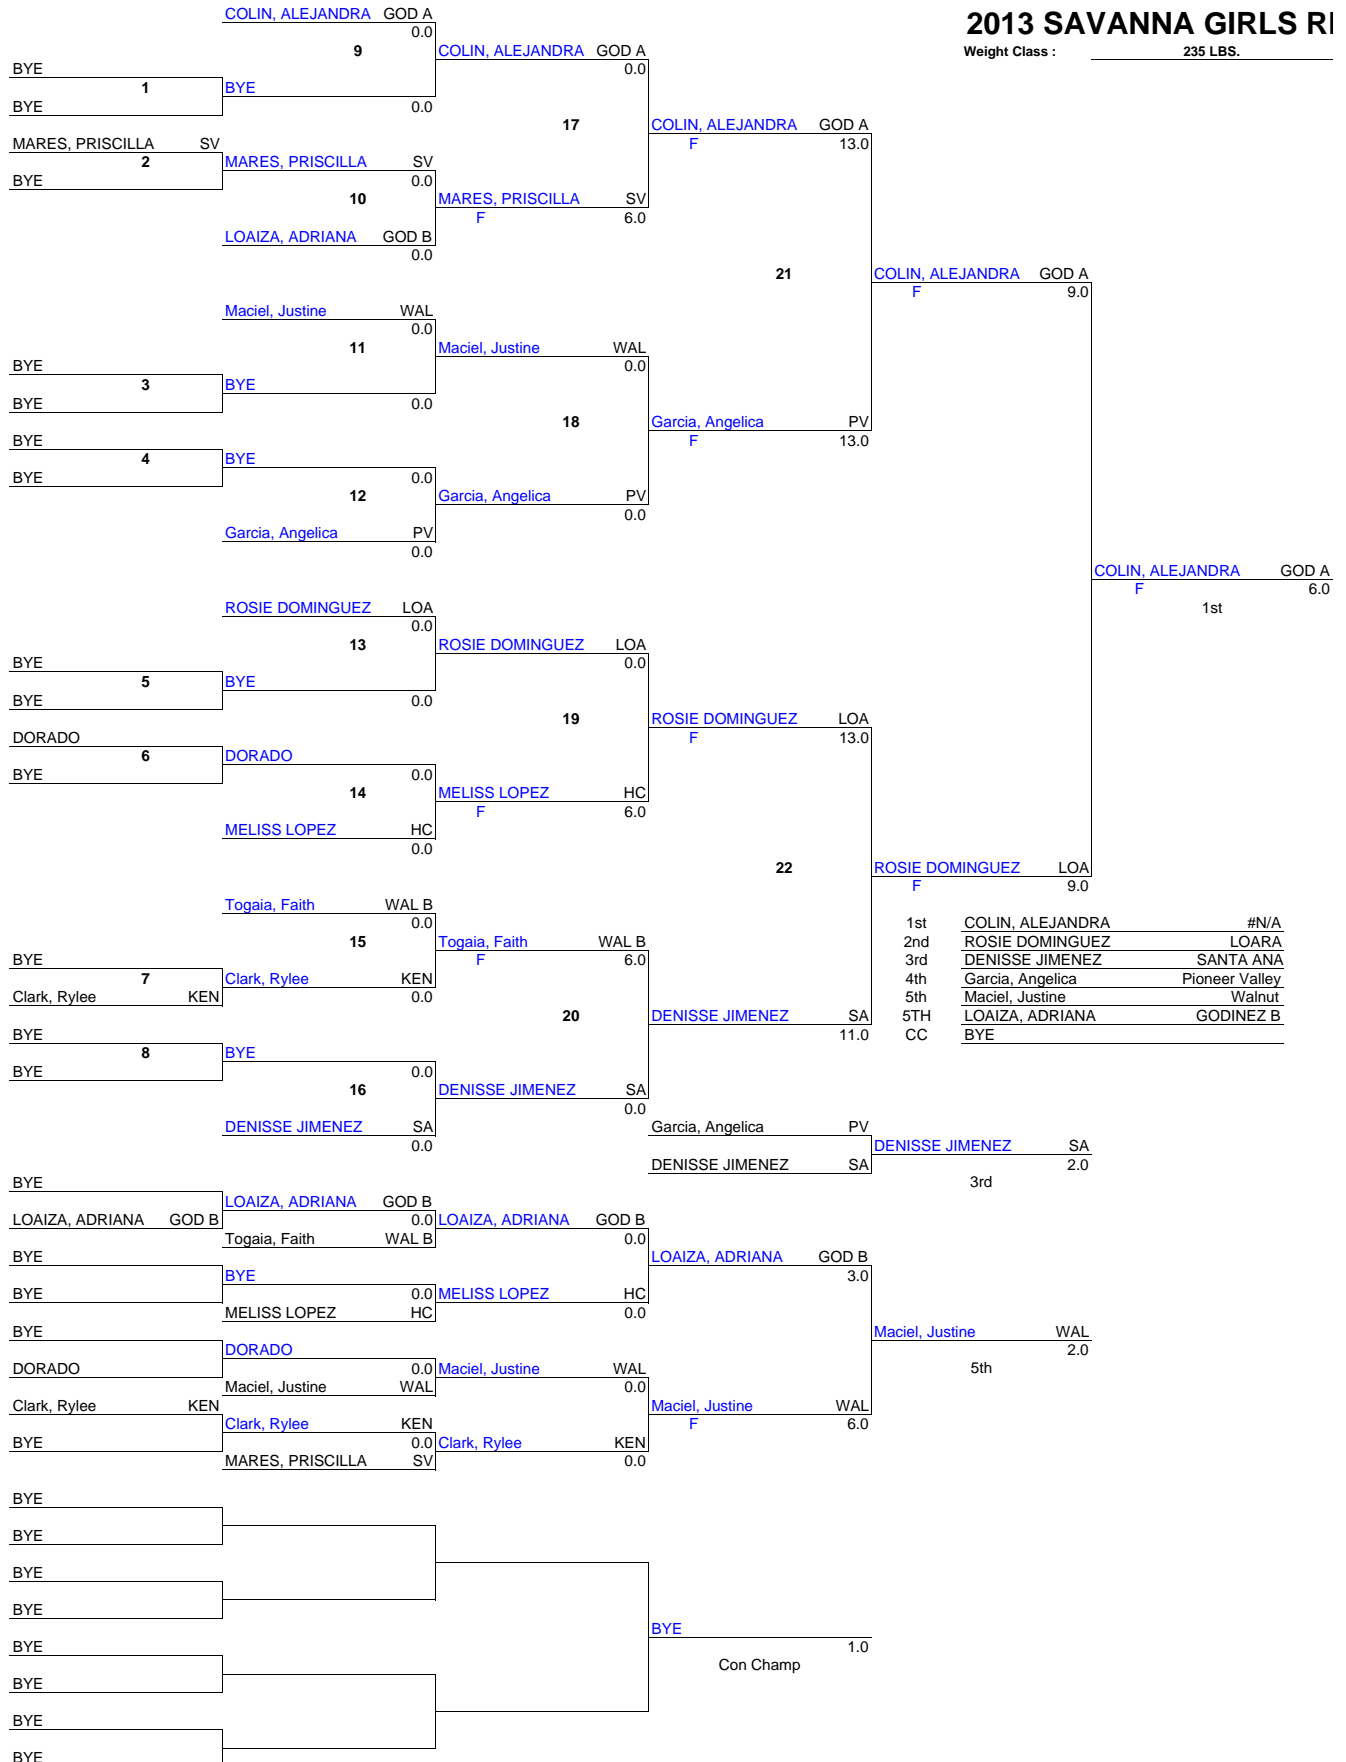 COLIN, ALEJANDRA GOD A
2013 SAVANNA GIRLS
0.0
9
COLIN, ALEJANDRA GOD A
Weight Class : 235 LBS.
BYE
0.0
1
BYE
BYE
0.0
17
COLIN, ALEJANDRA GOD A
MARES, PRISCILLA SV
F 13.0
2
MARES, PRISCILLA SV
BYE
0.0
10
MARES, PRISCILLA SV
F 6.0
LOAIZA, ADRIANA GOD B
0.0
21
COLIN, ALEJANDRA GOD A
F 9.0
Maciel, Justine WAL
0.0
11
Maciel, Justine WAL
BYE
0.0
3
BYE
BYE
0.0
18
Garcia, Angelica PV
BYE
F 13.0
4
BYE
BYE
0.0
12
Garcia, Angelica PV
0.0
Garcia, Angelica PV
0.0
COLIN, ALEJANDRA GOD A
F 6.0
1st
ROSIE DOMINGUEZ LOA
0.0
13
ROSIE DOMINGUEZ LOA
BYE
0.0
5
BYE
BYE
0.0
19
ROSIE DOMINGUEZ LOA
DORADO
F 13.0
6
DORADO
BYE
0.0
14
MELISS LOPEZ HC
F 6.0
MELISS LOPEZ HC
0.0
22
ROSIE DOMINGUEZ LOA
F 9.0
Togaia, Faith WAL B
0.0
1st COLIN, ALEJANDRA #N/A
15
Togaia, Faith WAL B
2nd ROSIE DOMINGUEZ LOARA
BYE
F 6.0
3rd DENISSE JIMENEZ SANTA ANA
7
Clark, Rylee KEN
4th Garcia, Angelica Pioneer Valley
Clark, Rylee KEN
0.0
5th Maciel, Justine Walnut
20
DENISSE JIMENEZ SA
5TH LOAIZA, ADRIANA GODINEZ B
BYE
11.0
CC BYE
8
BYE
BYE
0.0
16
DENISSE JIMENEZ SA
0.0
DENISSE JIMENEZ SA
0.0
Garcia, Angelica PV
DENISSE JIMENEZ SA
DENISSE JIMENEZ SA
2.0
3rd
BYE
LOAIZA, ADRIANA GOD B
LOAIZA, ADRIANA GOD B
0.0
LOAIZA, ADRIANA GOD B
Togaia, Faith WAL B
0.0
BYE
LOAIZA, ADRIANA GOD B
BYE
3.0
BYE
0.0
MELISS LOPEZ HC
MELISS LOPEZ HC
0.0
BYE
Maciel, Justine WAL
DORADO
2.0
DORADO
0.0
Maciel, Justine WAL
5th
Maciel, Justine WAL
0.0
Clark, Rylee KEN
Maciel, Justine WAL
Clark, Rylee KEN
F 6.0
BYE
0.0
Clark, Rylee KEN
MARES, PRISCILLA SV
0.0
BYE
BYE
BYE
BYE
BYE
1.0
BYE
Con Champ
BYE
BYE
BYE